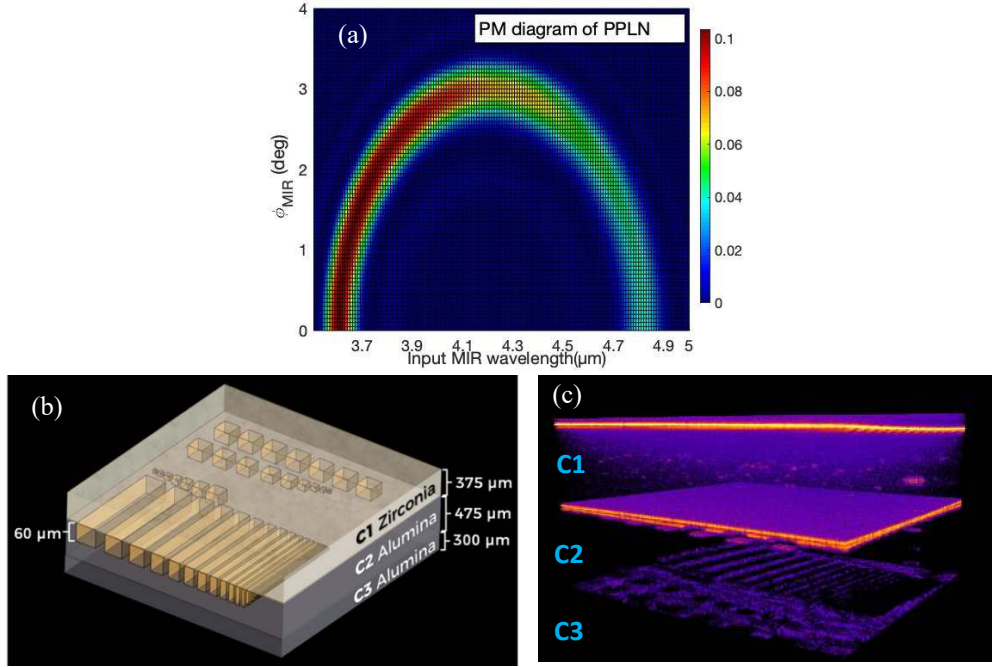 (a)
PM diagram of PPLN
4
3
2
1
0
ϕMIR (deg)
3.7 3.9 4.1 4.3 4.5 4.7 4.9 5
Input MIR wavelength(μm)
0.1
0.08
0.06
0.04
0.02
0
(b)
60 μm
375 μm
475 μm
300 μm
C1 Zirconia
C2 Alumina
C3 Alumina
(c)
C1
C2
C3